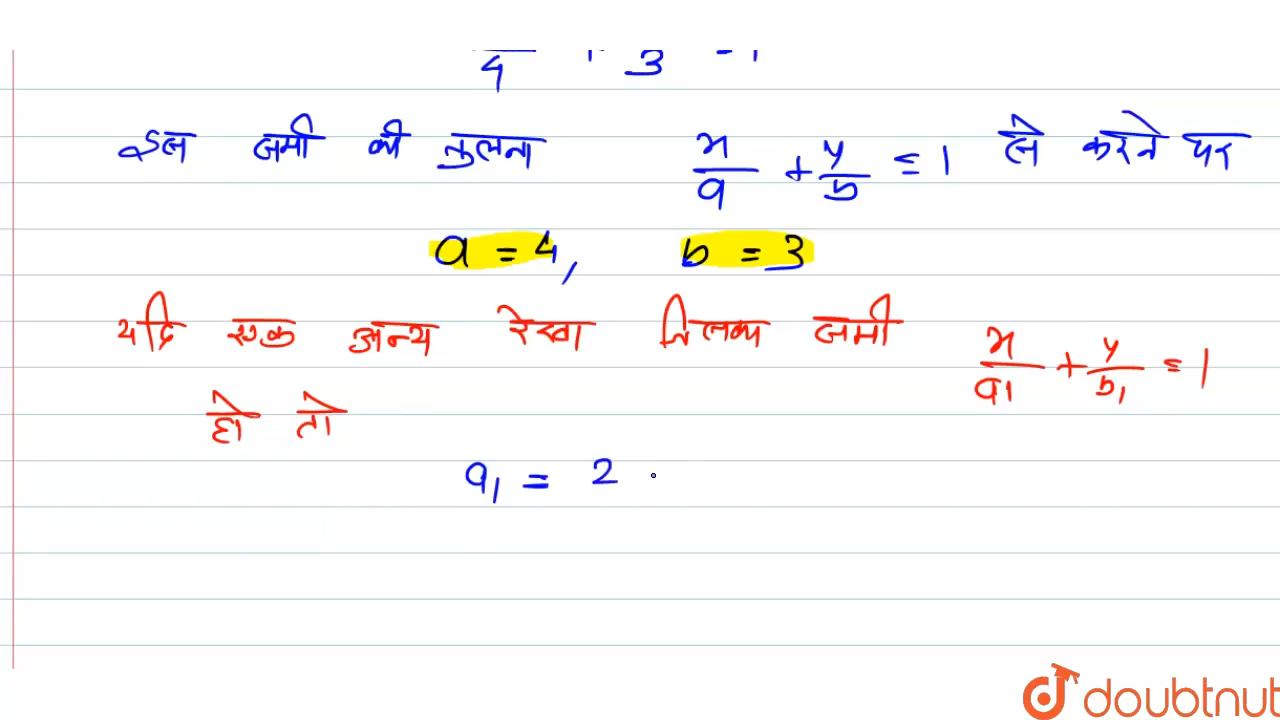 4 + 3 = 1
इस समी की तुलना x/a + y/b = 1 से करने पर
a = 4, b = 3
यदि एक अन्य रेखा जिसका समी x/a₁ + y/b₁ = 1
हो तो
a₁ = 2
doubtnut